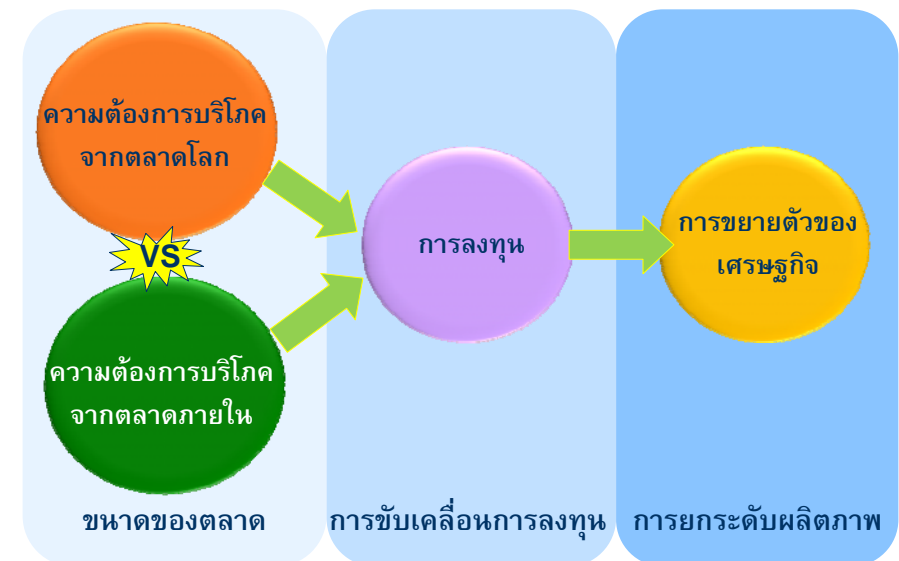 ความต้องการบริโภค
จากตลาดโลก
VS
ความต้องการบริโภค
จากตลาดภายใน
การลงทุน
การขยายตัวของ
เศรษฐกิจ
ขนาดของตลาด
การขับเคลื่อนการลงทุน
การยกระดับผลิตภาพ